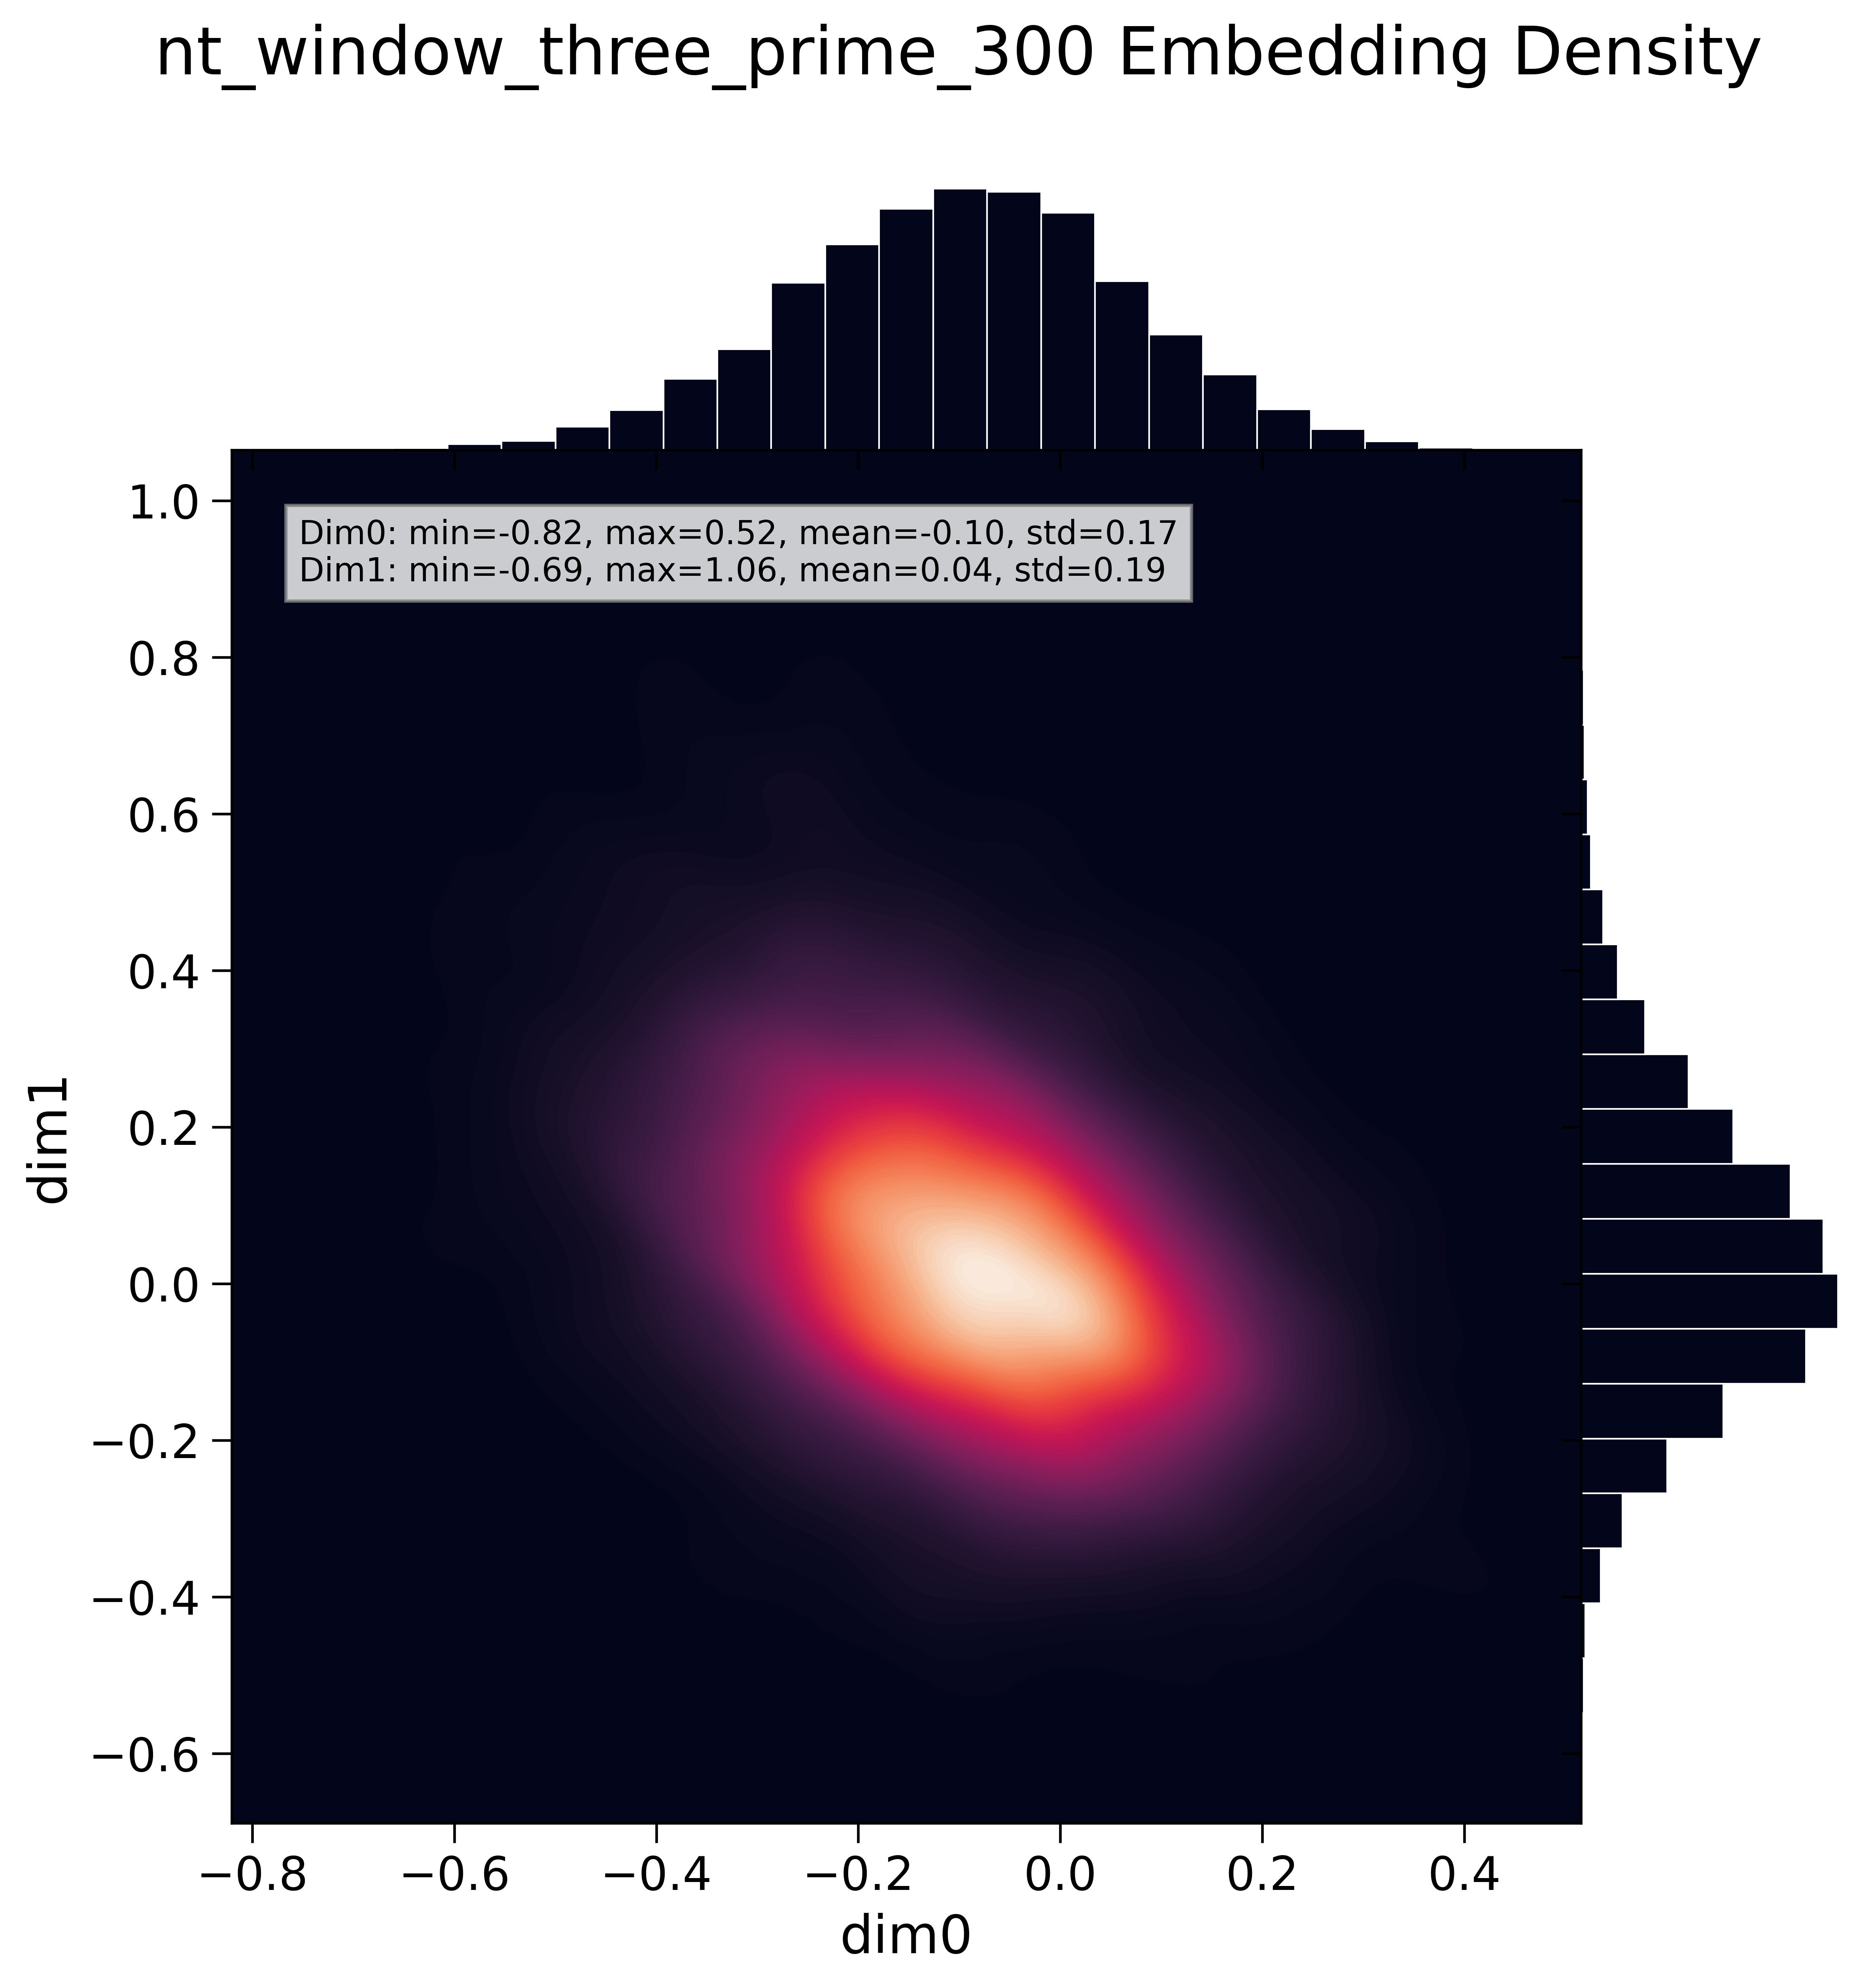 nt_window_three_prime_300 Embedding Density
Dim0: min=-0.82, max=0.52, mean=-0.10, std=0.17
Dim1: min=-0.69, max=1.06, mean=0.04, std=0.19
1.0
0.8
0.6
0.4
0.2
0.0
−0.2
−0.4
−0.6
dim1
−0.8 −0.6 −0.4 −0.2 0.0 0.2 0.4
dim0